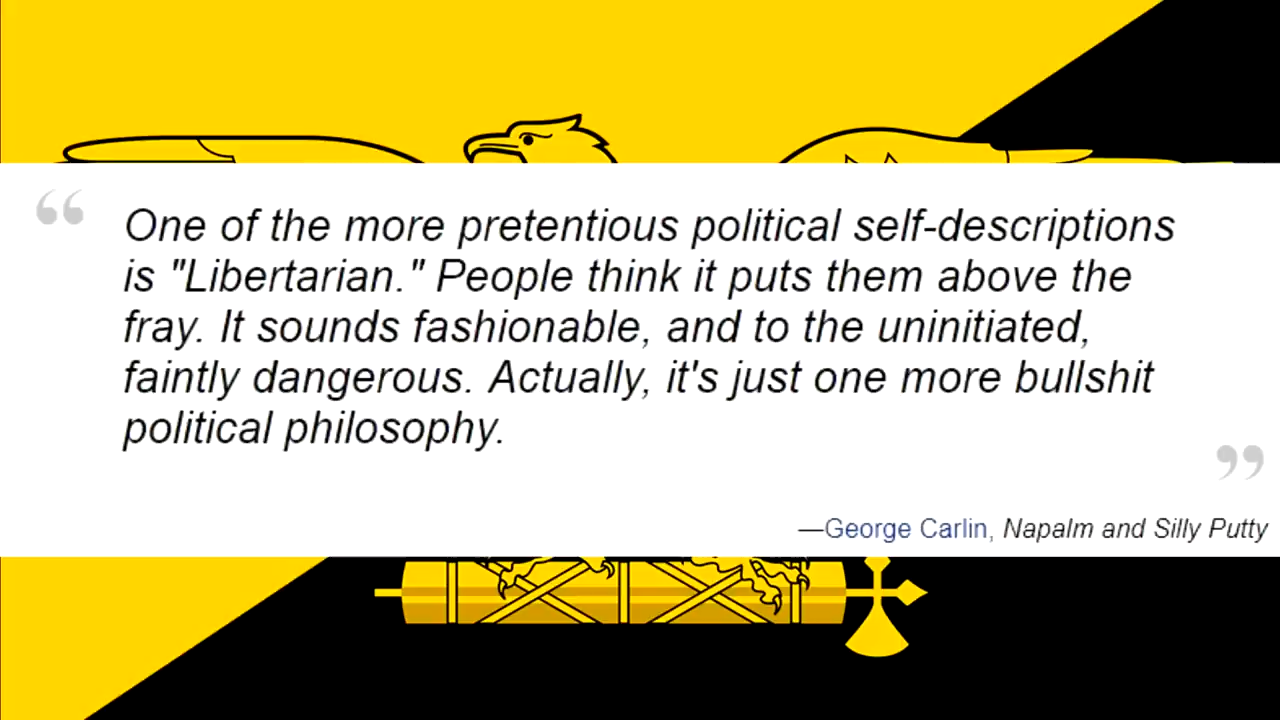 “
One of the more pretentious political self-descriptions
is "Libertarian." People think it puts them above the
fray. It sounds fashionable, and to the uninitiated,
faintly dangerous. Actually, it's just one more bullshit
political philosophy.
”
—George Carlin, Napalm and Silly Putty